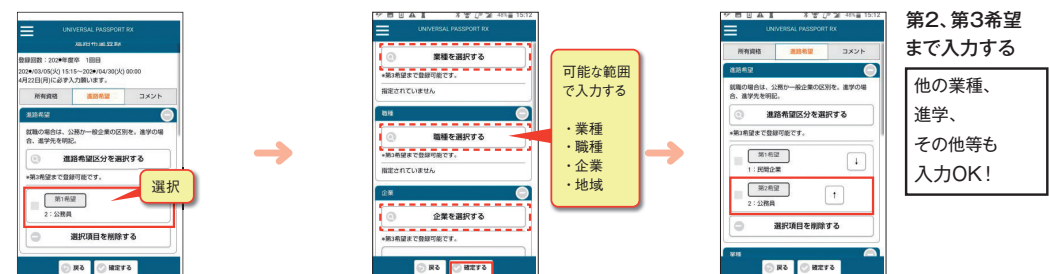 UNIVERSAL PASSPORT RX
進路希望登録
登録回数：202*年度卒 1回目
202*/03/05(火) 15:15～202*/04/30(火) 00:00
4月22日(月)に必ず入力願います。
所有資格
進路希望
コメント
進路希望
就職の場合は、公務か一般企業の区別を、進学の場
合、進学先を明記。
進路希望区分を選択する
*第3希望まで登録可能です。
第1希望
2：公務員
選択
選択項目を削除する
戻る
確定する
15:12
UNIVERSAL PASSPORT RX
業種を選択する
*第3希望まで登録可能です。
指定されていません
職種
職種を選択する
*第3希望まで登録可能です。
指定されていません
企業
企業を選択する
*第3希望まで登録可能です。
戻る
確定する
可能な範囲
で入力する
・業種
・職種
・企業
・地域
15:12
UNIVERSAL PASSPORT RX
所有資格
進路希望
コメント
進路希望
就職の場合は、公務か一般企業の区別を、進学の場
合、進学先を明記。
進路希望区分を選択する
*第3希望まで登録可能です。
第1希望
↓
1：民間企業
第2希望
↑
2：公務員
選択項目を削除する
業種
戻る
確定する
第2、第3希望
まで入力する
他の業種、
進学、
その他等も
入力OK！